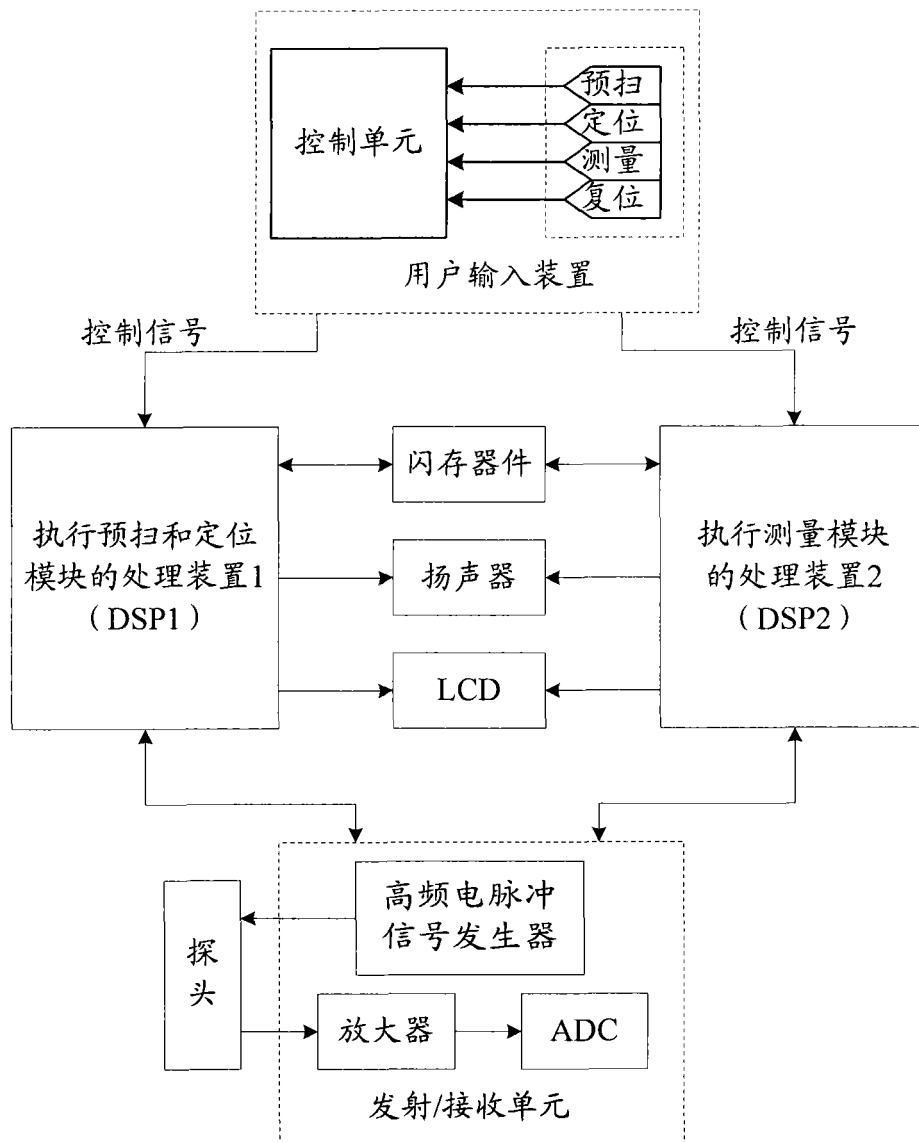 预扫
定位
控制单元
测量
复位
用户输入装置
控制信号
控制信号
闪存器件
执行预扫和定位
模块的处理装置1
（DSP1）
扬声器
执行测量模块
的处理装置2
（DSP2）
LCD
高频电脉冲
信号发生器
探
头
放大器
ADC
发射/接收单元